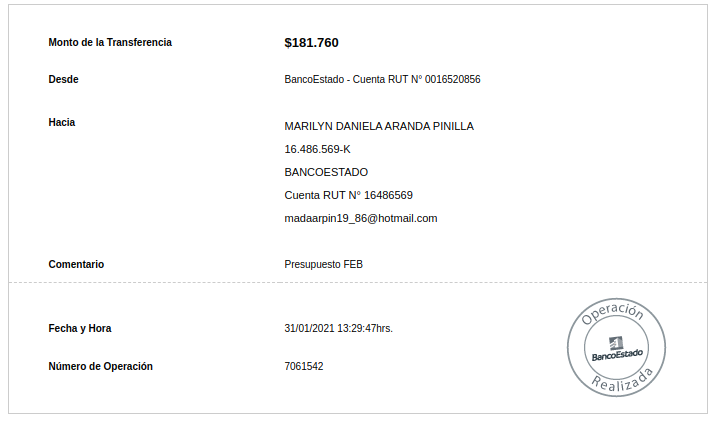 Monto de la Transferencia $181.760
Desde BancoEstado - Cuenta RUT N° 0016520856
Hacia MARILYN DANIELA ARANDA PINILLA
16.486.569-K
BANCOESTADO
Cuenta RUT N° 16486569
madaarpin19_86@hotmail.com
Comentario Presupuesto FEB
Operación
Fecha y Hora 31/01/2021 13:29:47hrs.
BancoEstado
Número de Operación 7061542
Realizada